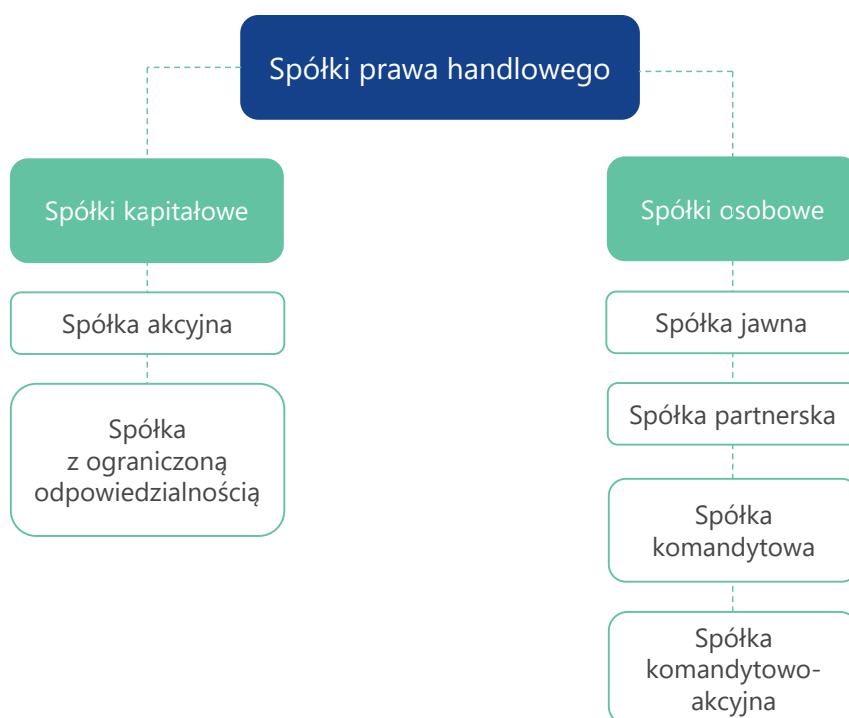 Spółki prawa handlowego
Spółki kapitałowe
Spółka akcyjna
Spółka
z ograniczoną
odpowiedzialnością
Spółki osobowe
Spółka jawna
Spółka partnerska
Spółka
komandytowa
Spółka
komandytowo-
akcyjna